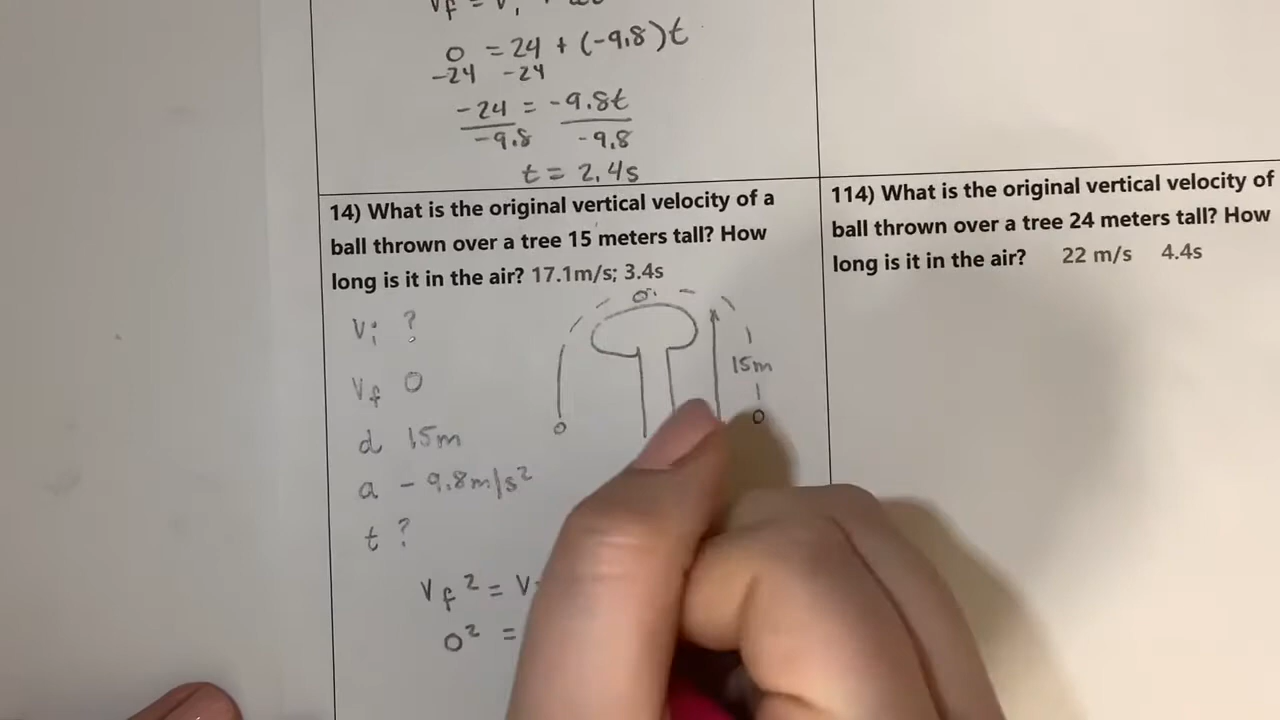 0 = 24 + (-9.8)t
-24 -24
-24 = -9.8t
-9.8 -9.8
t = 2.4s
14) What is the original vertical velocity of a
ball thrown over a tree 15 meters tall? How
long is it in the air? 17.1m/s; 3.4s
Vi ?
Vf 0
d 15m
a -9.8m/s²
t ?
15m
Vf² =
0² =
114) What is the original vertical velocity of
ball thrown over a tree 24 meters tall? How
long is it in the air? 22 m/s 4.4s